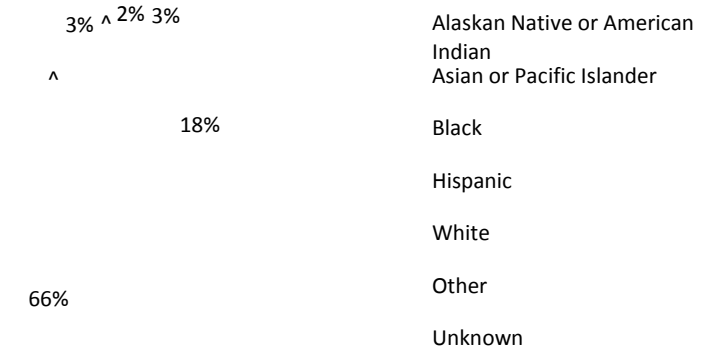 3% ^ 2% 3%
^
18%
66%
Alaskan Native or American
Indian
Asian or Pacific Islander
Black
Hispanic
White
Other
Unknown